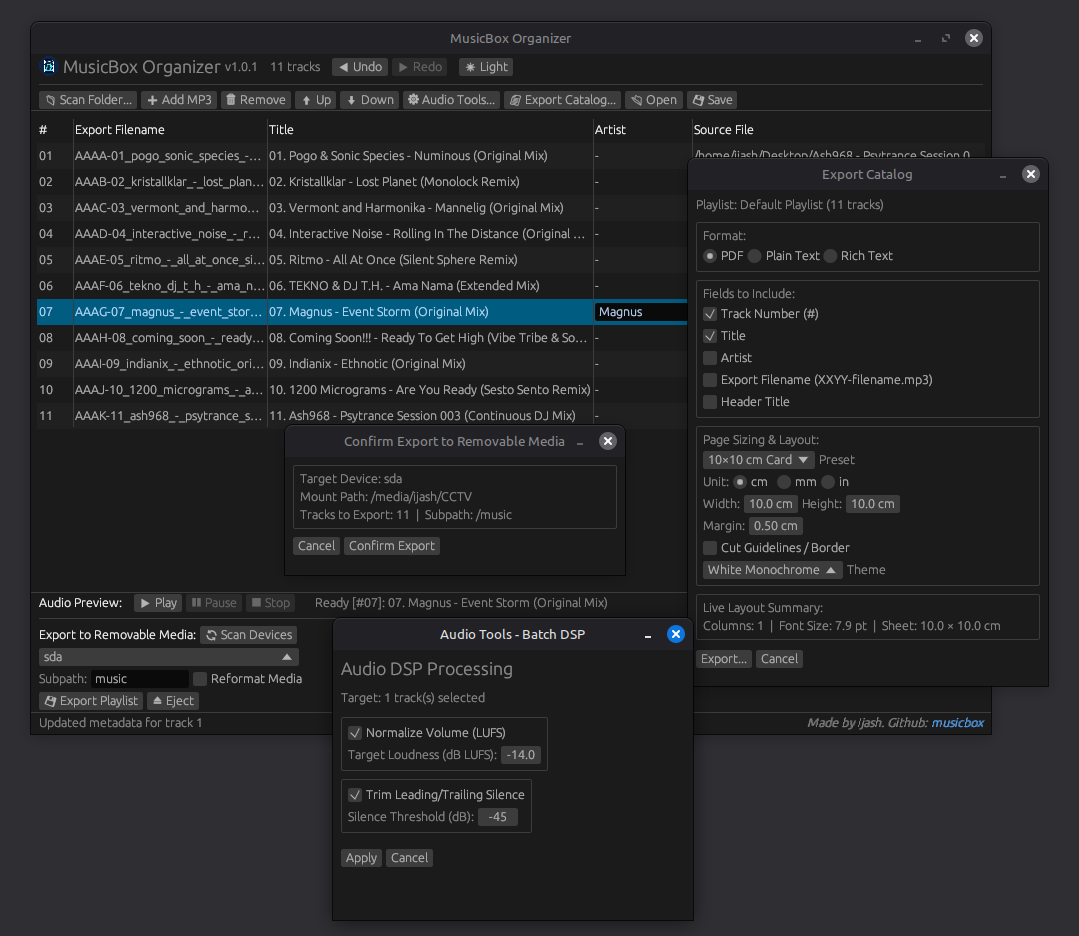 MusicBox Organizer
MusicBox Organizer v1.0.1 11 tracks Undo Redo Light
Scan Folder... Add MP3 Remove Up Down Audio Tools... Export Catalog... Open Save
# Export Filename Title Artist Source File
01 AAAA-01_pogo_sonic_species_-... 01. Pogo & Sonic Species - Numinous (Original Mix) - /home/ijash/Desktop/Ash968 - Psytrance Session 0
02 AAAB-02_kristallklar_-_lost_plan... 02. Kristallklar - Lost Planet (Monolock Remix) -
03 AAAC-03_vermont_and_harmo... 03. Vermont and Harmonika - Mannelig (Original Mix) -
04 AAAD-04_interactive_noise_-_r... 04. Interactive Noise - Rolling In The Distance (Original ... -
05 AAAE-05_ritmo_-_all_at_once_si... 05. Ritmo - All At Once (Silent Sphere Remix) -
06 AAAF-06_tekno_dj_t_h_-_ama_n... 06. TEKNO & DJ T.H. - Ama Nama (Extended Mix) -
07 AAAG-07_magnus_-_event_stor... 07. Magnus - Event Storm (Original Mix) Magnus
08 AAAH-08_coming_soon_-_ready... 08. Coming Soon!!! - Ready To Get High (Vibe Tribe & So... -
09 AAAI-09_indianix_-_ethnotic_ori... 09. Indianix - Ethnotic (Original Mix) -
10 AAAJ-10_1200_micrograms_-_a... 10. 1200 Micrograms - Are You Ready (Sesto Sento Remix) -
11 AAAK-11_ash968_-_psytrance_s... 11. Ash968 - Psytrance Session 003 (Continuous DJ Mix) -
Audio Preview: Play Pause Stop Ready [#07]: 07. Magnus - Event Storm (Original Mix)
Export to Removable Media: Scan Devices
sda
Subpath: music Reformat Media
Export Playlist Eject
Updated metadata for track 1
Made by ijash. Github: musicbox
Confirm Export to Removable Media
Target Device: sda
Mount Path: /media/ijash/CCTV
Tracks to Export: 11 | Subpath: /music
Cancel Confirm Export
Export Catalog
Playlist: Default Playlist (11 tracks)
Format:
PDF Plain Text Rich Text
Fields to Include:
Track Number (#)
Title
Artist
Export Filename (XXYY-filename.mp3)
Header Title
Page Sizing & Layout:
10×10 cm Card Preset
Unit: cm mm in
Width: 10.0 cm Height: 10.0 cm
Margin: 0.50 cm
Cut Guidelines / Border
White Monochrome Theme
Live Layout Summary:
Columns: 1 | Font Size: 7.9 pt | Sheet: 10.0 × 10.0 cm
Export... Cancel
Audio Tools - Batch DSP
Audio DSP Processing
Target: 1 track(s) selected
Normalize Volume (LUFS)
Target Loudness (dB LUFS): -14.0
Trim Leading/Trailing Silence
Silence Threshold (dB): -45
Apply Cancel